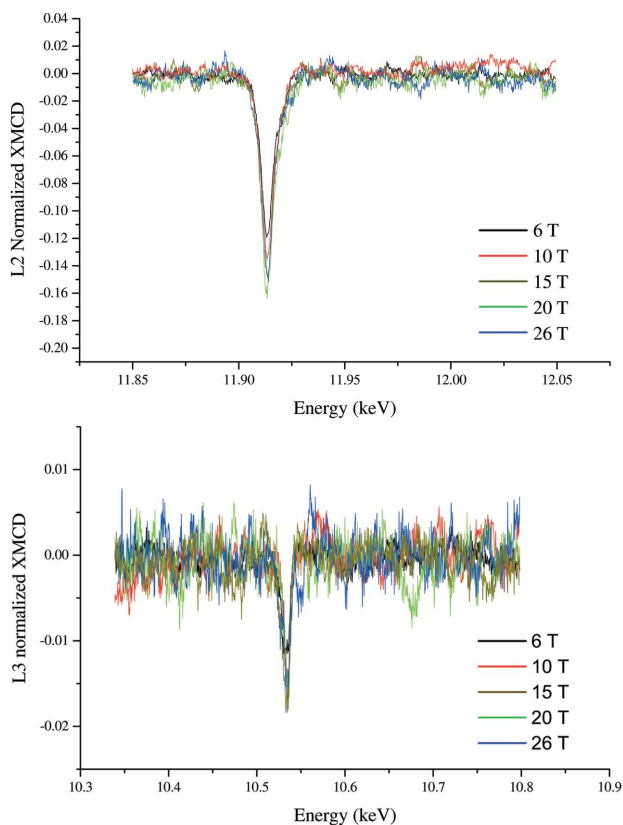 0.04
0.02
0.00
-0.02
-0.04
-0.06
-0.08
-0.10
-0.12
-0.14
-0.16
-0.18
-0.20
L2 Normalized XMCD
6 T
10 T
15 T
20 T
26 T
11.85 11.90 11.95 12.00 12.05
Energy (keV)
0.01
0.00
-0.01
-0.02
L3 normalized XMCD
6 T
10 T
15 T
20 T
26 T
10.3 10.4 10.5 10.6 10.7 10.8 10.9
Energy (keV)